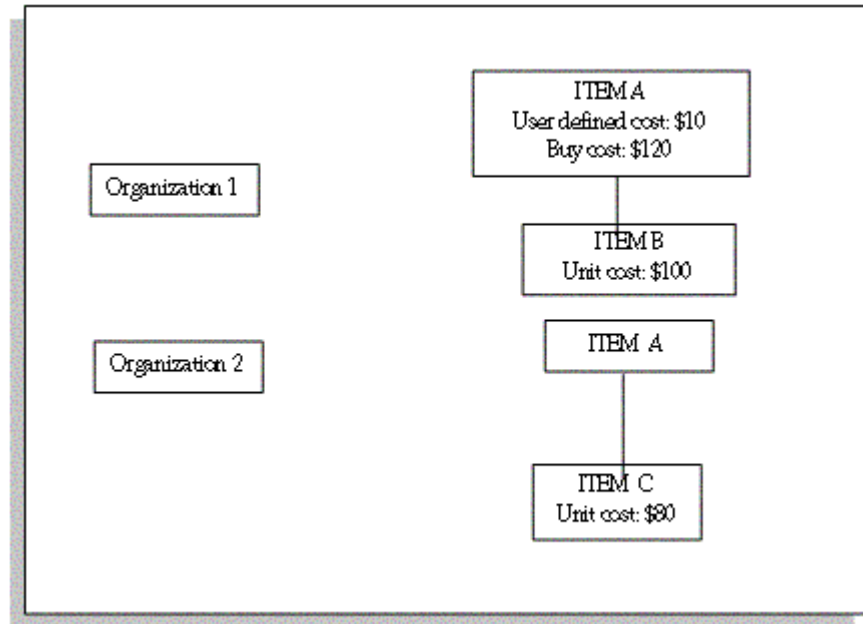 ITEM A
User defined cost: $10
Buy cost: $120
Organization 1
ITEM B
Unit cost: $100
ITEM A
Organization 2
ITEM C
Unit cost: $80